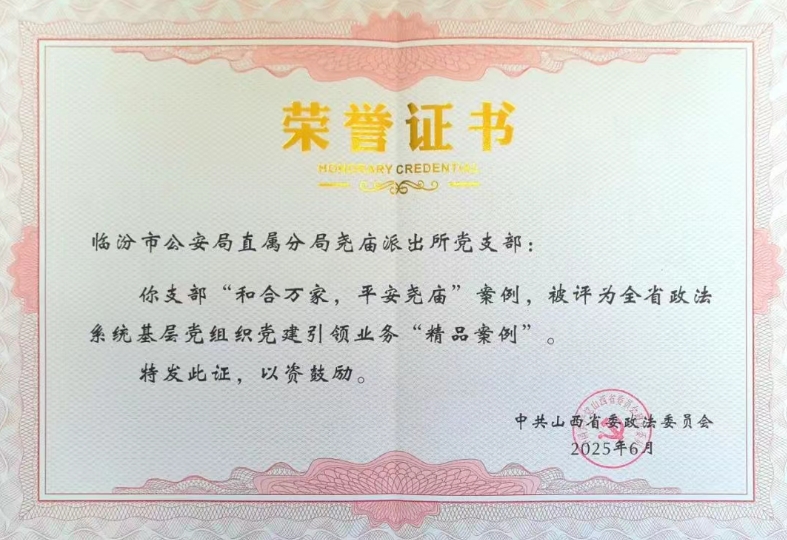 荣誉证书
HONORARY CREDENTIAL
临汾市公安局直属分局尧庙派出所党支部：
你支部“和合万家，平安尧庙”案例，被评为全省政法
系统基层党组织党建引领业务“精品案例”。
特发此证，以资鼓励。
中共山西省委政法委员会
2025年6月